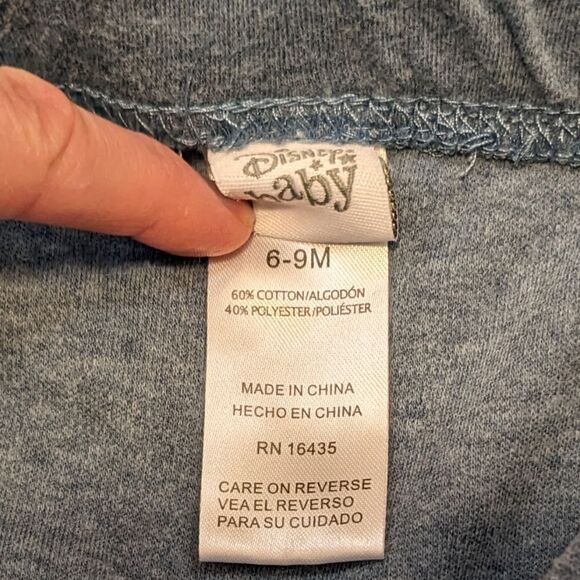 Disney
baby
6-9M
60% COTTON/ALGODÓN
40% POLYESTER/POLIÉSTER
MADE IN CHINA
HECHO EN CHINA
RN 16435
CARE ON REVERSE
VEA EL REVERSO
PARA SU CUIDADO